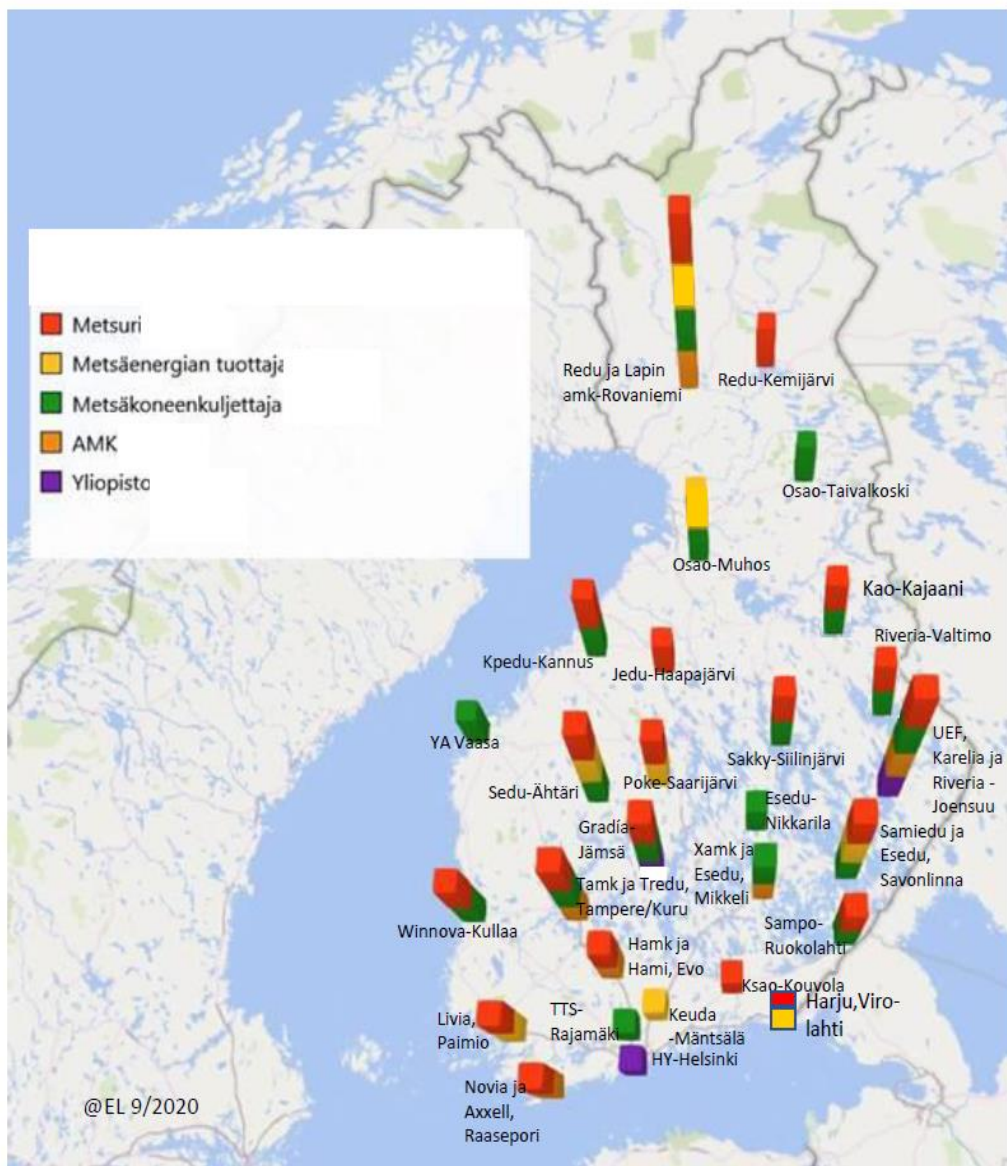 Metsuri
Metsäenergian tuottaja
Metsäkoneenkuljettaja
AMK
Yliopisto
Redu ja Lapin
amk-Rovaniemi
Redu-Kemijärvi
Osao-Taivalkoski
Osao-Muhos
Kao-Kajaani
Riveria-Valtimo
Kpedu-Kannus
Jedu-Haapajärvi
YA Vaasa
UEF,
Karelia ja
Riveria -
Joensuu
Sakky-Siilinjärvi
Poke-Saarijärvi
Sedu-Ähtäri
Esedu-
Nikkarila
Gradia-
Jämsä
Xamk ja
Esedu,
Mikkeli
Samiedu ja
Esedu,
Savonlinna
Tamk ja Tredu,
Tampere/Kuru
Winnova-Kullaa
Sampo-
Ruokolahti
Hamk ja
Hami, Evo
Ksao-Kouvola
Harju,Viro-
lahti
Livia,
Paimio
TTS-
Rajamäki
Keuda
-Mäntsälä
HY-Helsinki
Novia ja
Axxell,
Raasepori
@EL 9/2020